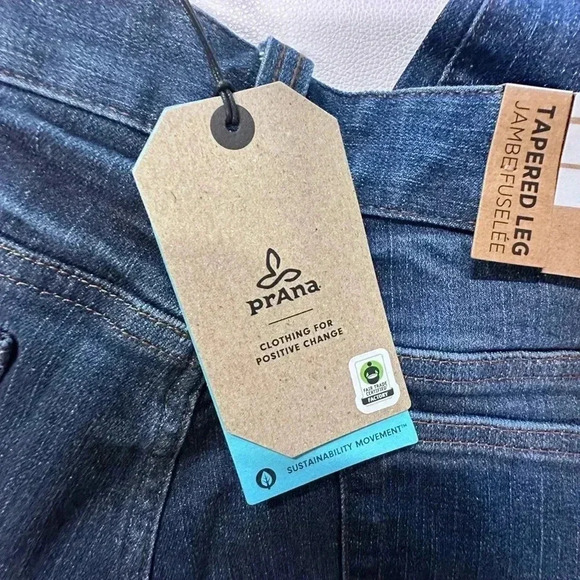 prAna
CLOTHING FOR
POSITIVE CHANGE
FAIR TRADE
CERTIFIED
FACTORY
SUSTAINABILITY MOVEMENT™
TAPERED LEG
JAMBE FUSELÉE